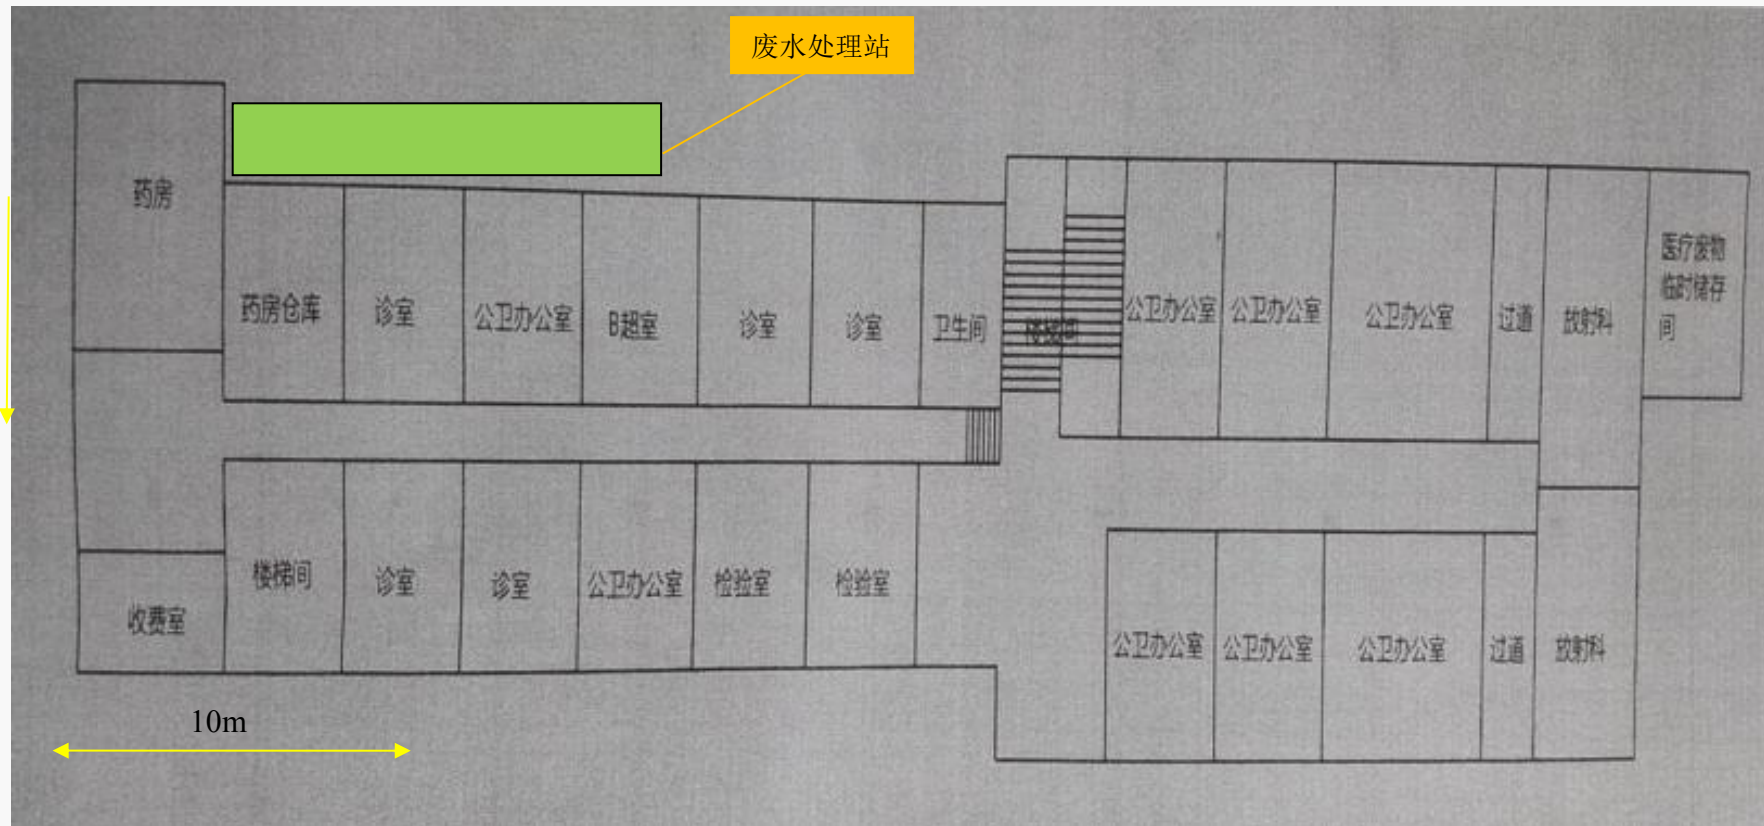 废水处理站
药房
药房仓库
诊室
公卫办公室
B超室
诊室
诊室
卫生间
楼梯间
公卫办公室
公卫办公室
公卫办公室
过道
放射科
医疗废物
临时储存
间
收费室
楼梯间
诊室
诊室
公卫办公室
检验室
检验室
公卫办公室
公卫办公室
公卫办公室
过道
放射科
10m